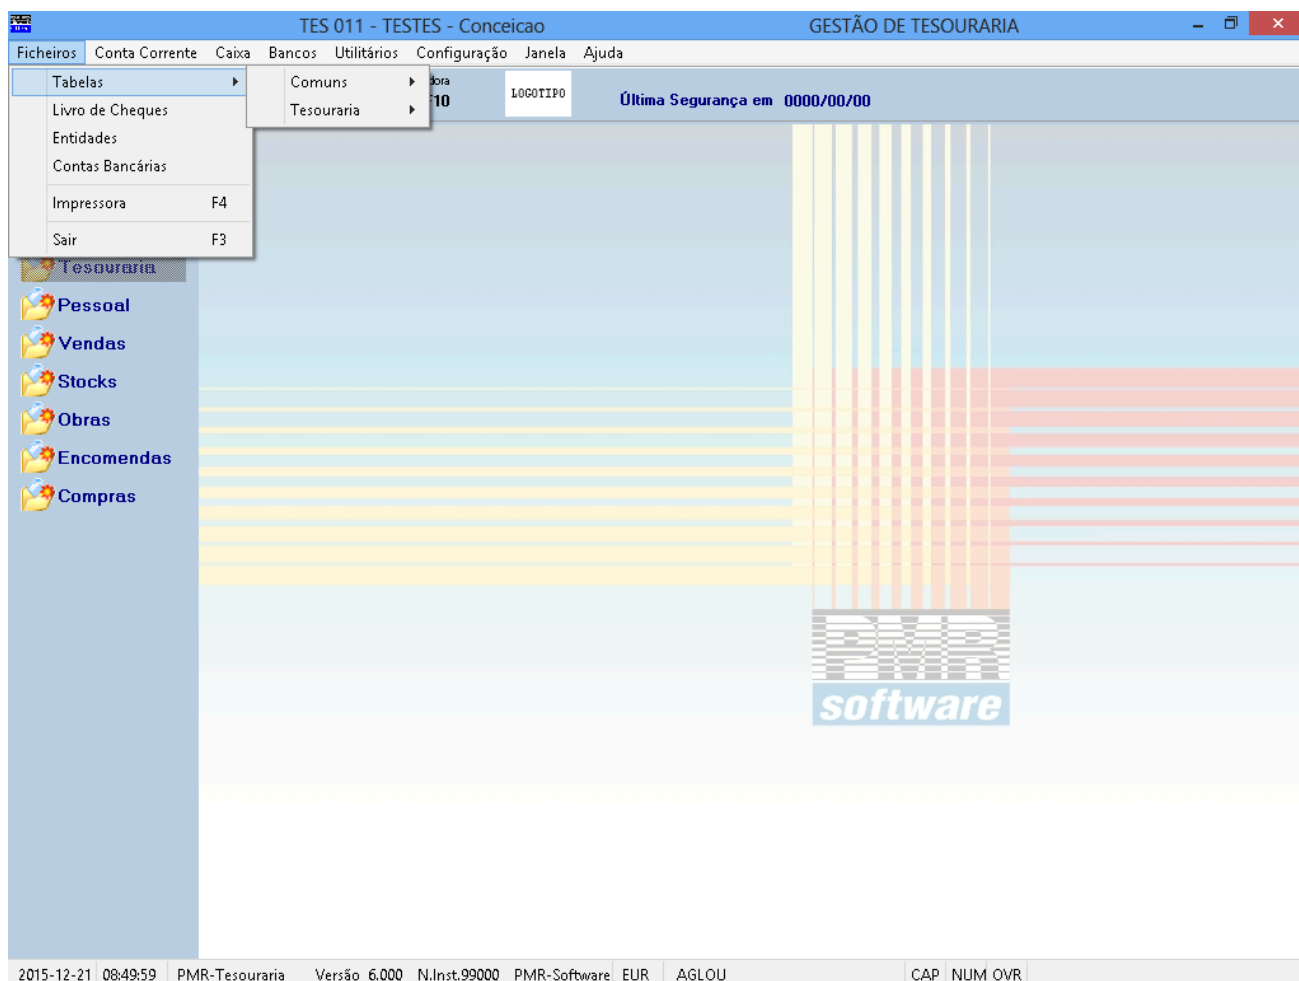 TES 011 - TESTES - Conceicao GESTÃO DE TESOURARIA
Ficheiros Conta Corrente Caixa Bancos Utilitários Configuração Janela Ajuda
Tabelas
Livro de Cheques
Entidades
Contas Bancárias
Impressora F4
Sair F3
Comuns
Tesouraria
LOGOTIPO
Última Segurança em 0000/00/00
Tesouraria
Pessoal
Vendas
Stocks
Obras
Encomendas
Compras
PMR
software
2015-12-21 08:49:59 PMR-Tesouraria Versão 6.000 N.Inst.99000 PMR-Software EUR AGLOU CAP NUM OVR